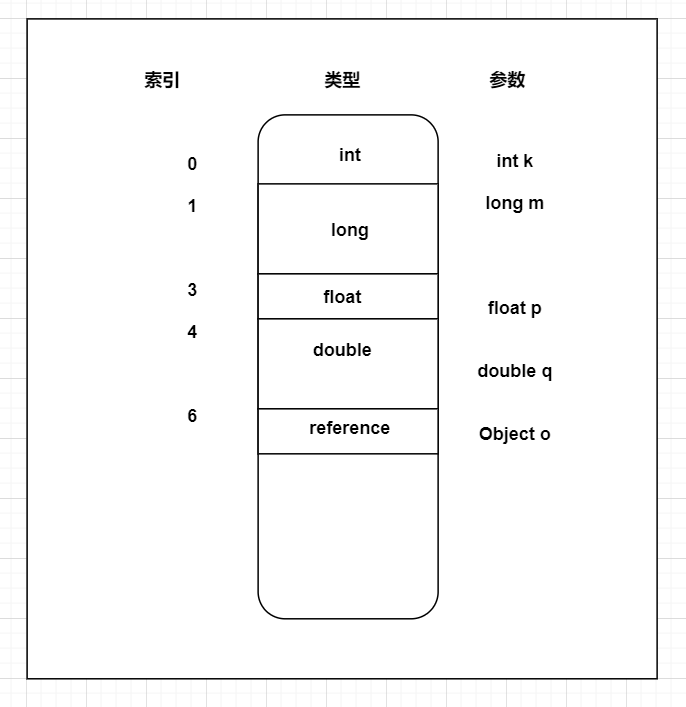 索引 类型 参数
0 int int k
1 long long m
3 float float p
4 double double q
6 reference Object o